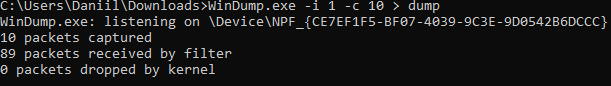 C:\Users\Daniil\Downloads>WinDump.exe -i 1 -c 10 > dump
WinDump.exe: listening on \Device\NPF_{CE7EF1F5-BF07-4039-9C3E-9D0542B6DCCC}
10 packets captured
89 packets received by filter
0 packets dropped by kernel